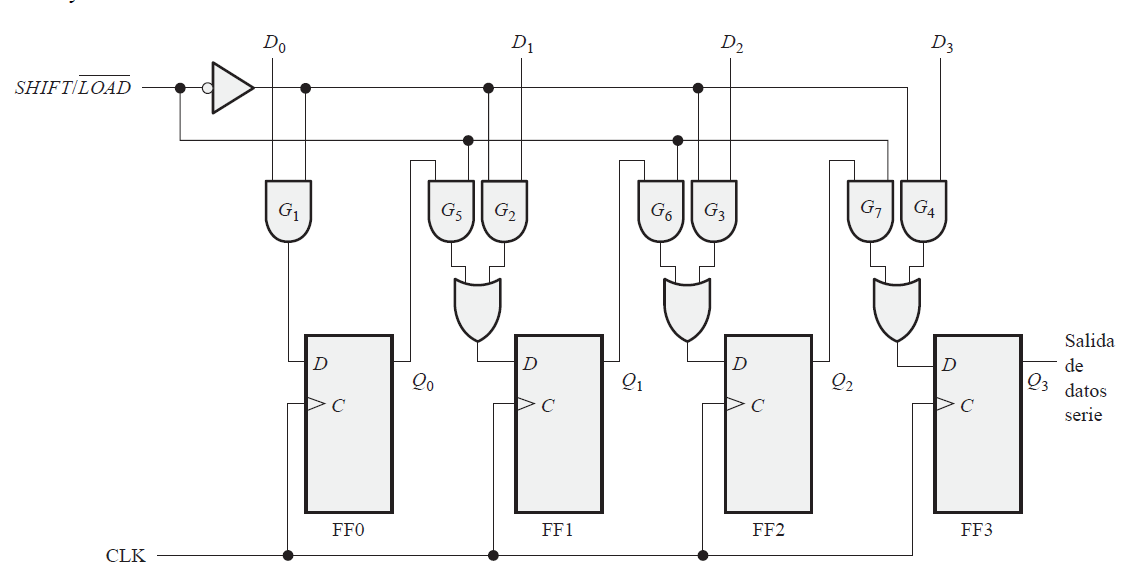 D₀ D₁ D₂ D₃
SHIFT/L̅O̅A̅D̅
G₁ G₅ G₂ G₆ G₃ G₇ G₄
Salida
D D D D de
Q₀ Q₁ Q₂ Q₃ datos
C C C C serie
FF0 FF1 FF2 FF3
CLK